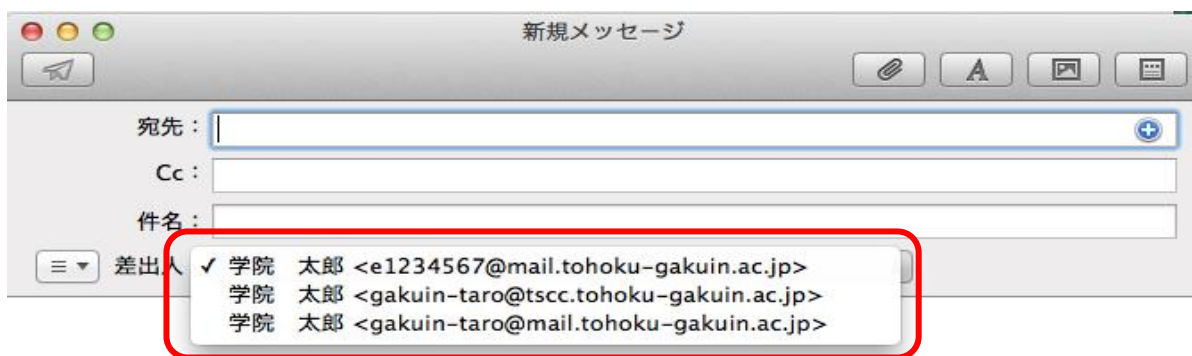 新規メッセージ
宛先：
Cc：
件名：
差出人 ✓ 学院　太郎 <e1234567@mail.tohoku-gakuin.ac.jp>
学院　太郎 <gakuin-taro@tscc.tohoku-gakuin.ac.jp>
学院　太郎 <gakuin-taro@mail.tohoku-gakuin.ac.jp>